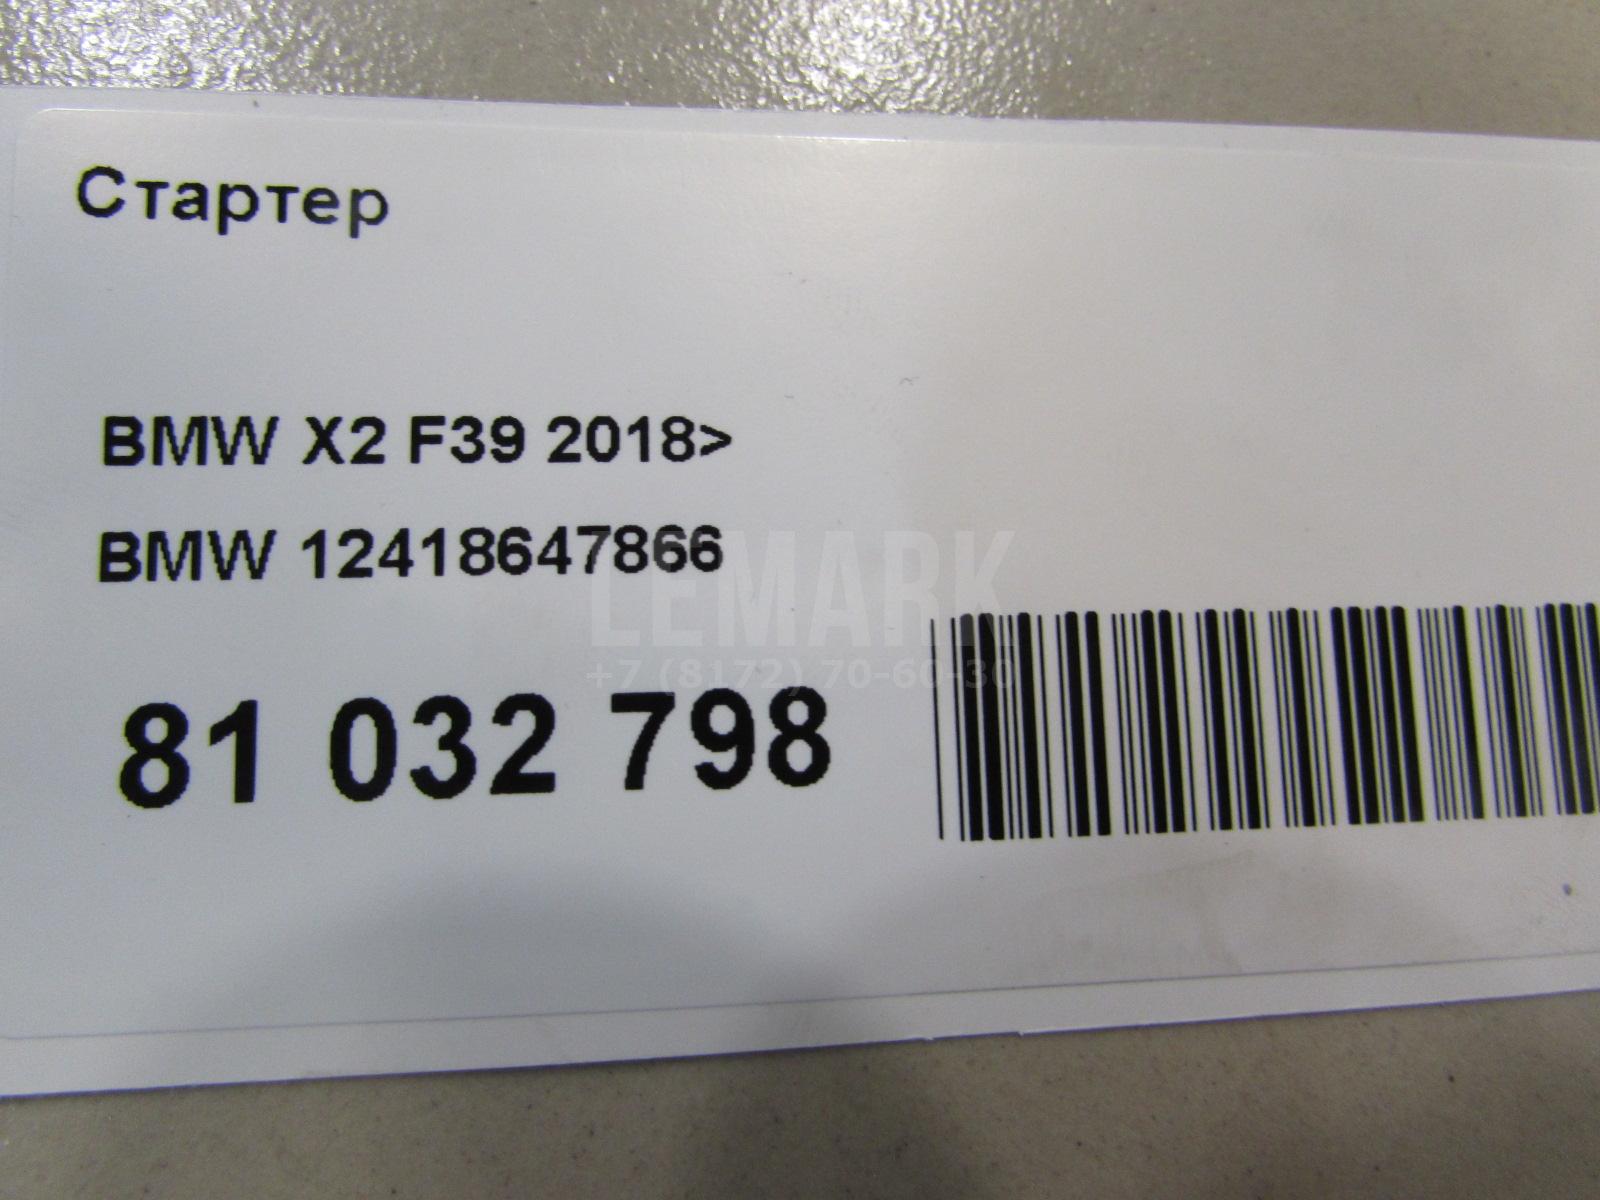 Стартер
BMW X2 F39 2018>
BMW 12418647866
LEMARK
+7 (8172) 70-60-30
81 032 798